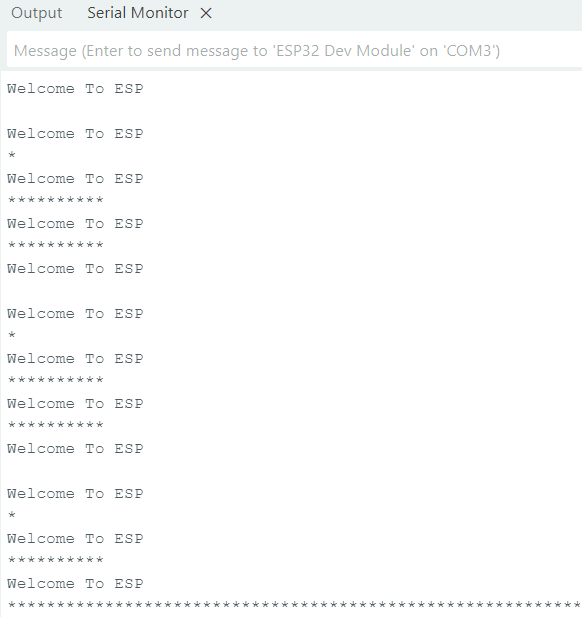 Output Serial Monitor ×
Message (Enter to send message to 'ESP32 Dev Module' on 'COM3')
Welcome To ESP
Welcome To ESP
*
Welcome To ESP
**********
Welcome To ESP
**********
Welcome To ESP
Welcome To ESP
*
Welcome To ESP
**********
Welcome To ESP
**********
Welcome To ESP
Welcome To ESP
*
Welcome To ESP
**********
Welcome To ESP
***********************************************************